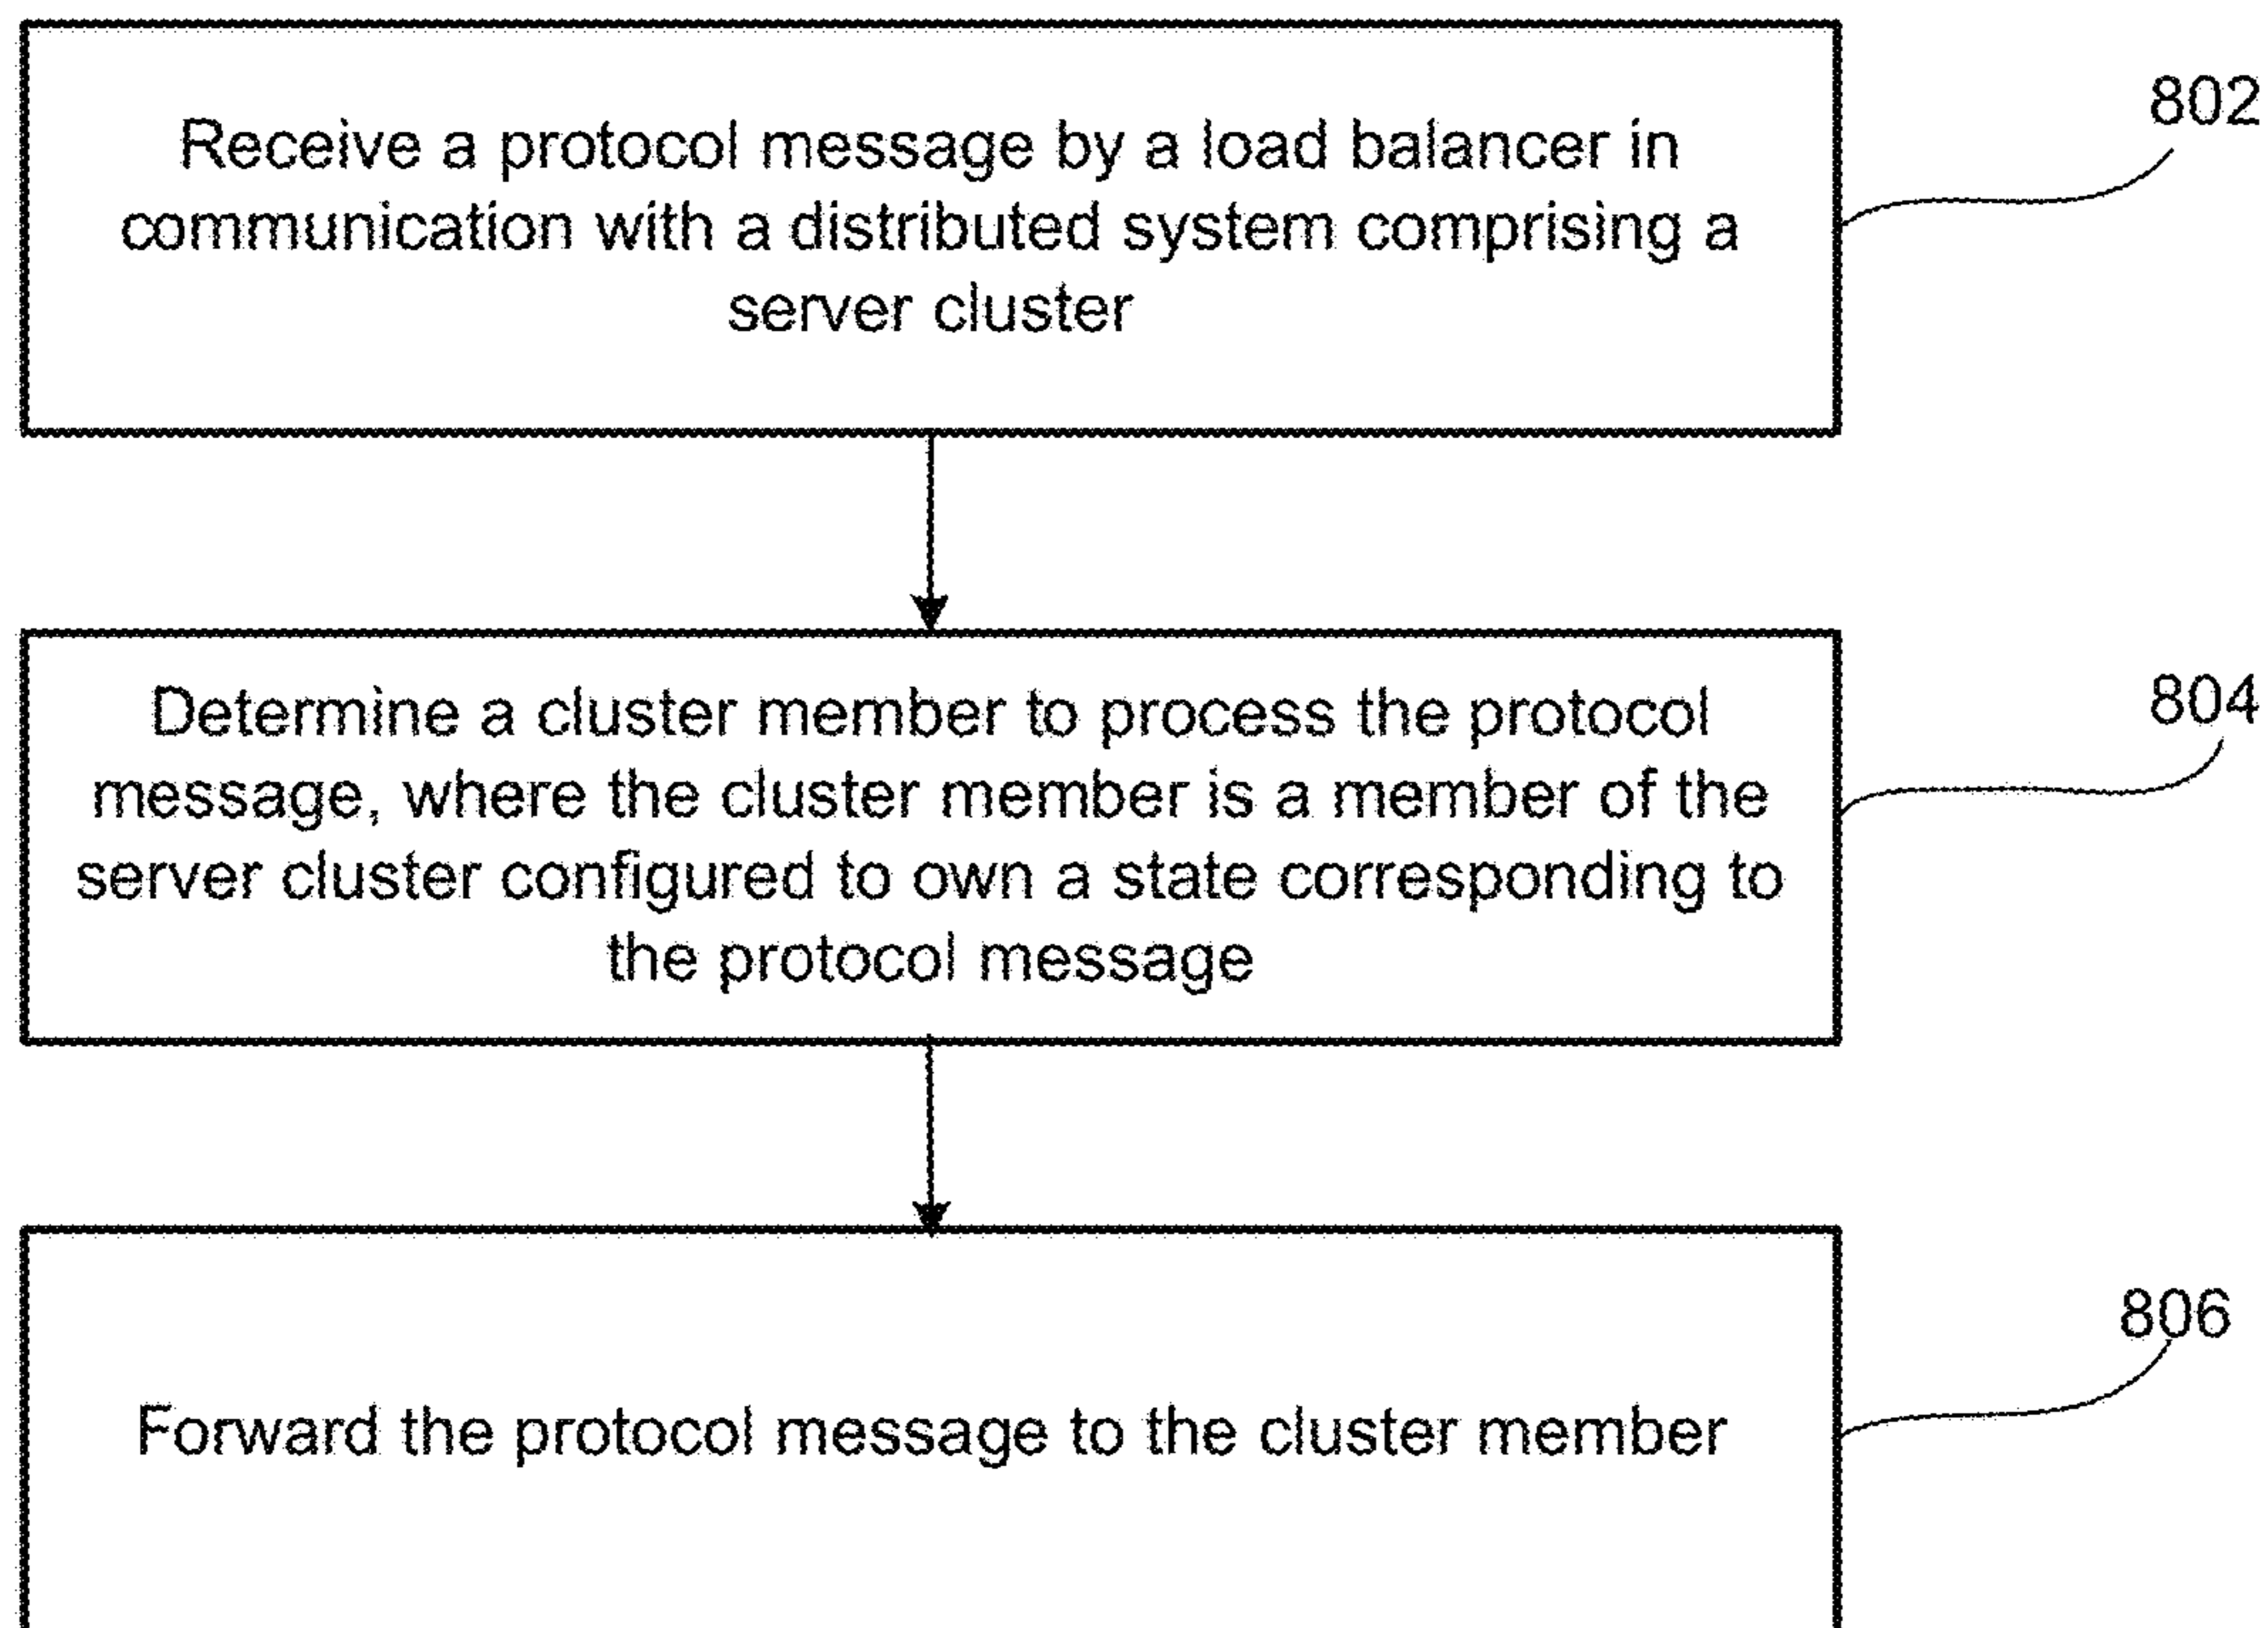 Receive a protocol message by a load balancer in
communication with a distributed system comprising a
server cluster
802
Determine a cluster member to process the protocol
message, where the cluster member is a member of the
server cluster configured to own a state corresponding to
the protocol message
804
Forward the protocol message to the cluster member
806